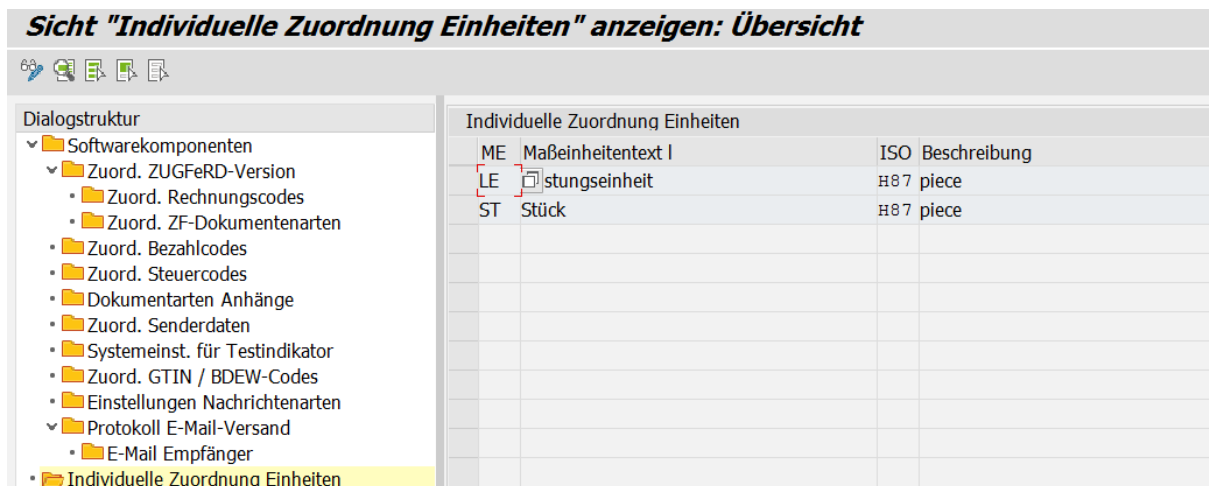 Sicht "Individuelle Zuordnung Einheiten" anzeigen: Übersicht
Dialogstruktur
Softwarekomponenten
Zuord. ZUGFeRD-Version
Zuord. Rechnungscodes
Zuord. ZF-Dokumentenarten
Zuord. Bezahlcodes
Zuord. Steuercodes
Dokumentarten Anhänge
Zuord. Senderdaten
Systemeinst. für Testindikator
Zuord. GTIN / BDEW-Codes
Einstellungen Nachrichtenarten
Protokoll E-Mail-Versand
E-Mail Empfänger
Individuelle Zuordnung Einheiten
Individuelle Zuordnung Einheiten
ME Maßeinheitentext l ISO Beschreibung
LE stungseinheit H87 piece
ST Stück H87 piece